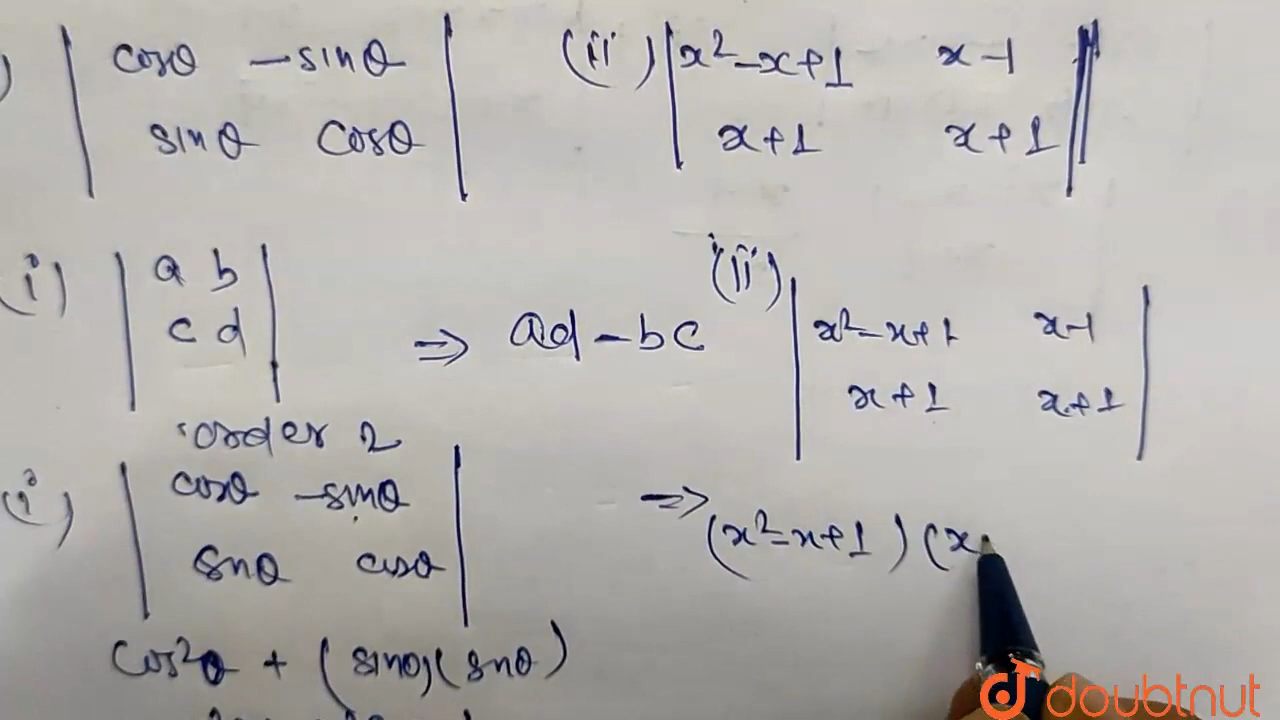 ) | cosθ -sinθ | (ii) | x²-x+1 x-1 |
| sinθ cosθ | | x+1 x+1 |
(i) | a b |
| c d | ⇒ ad-bc
order 2
(i) | cosθ -sinθ |
| sinθ cosθ |
cos²θ + (sinθ)(sinθ)
(ii) | x²-x+1 x-1 |
| x+1 x+1 |
⇒ (x²-x+1)(x
doubtnut